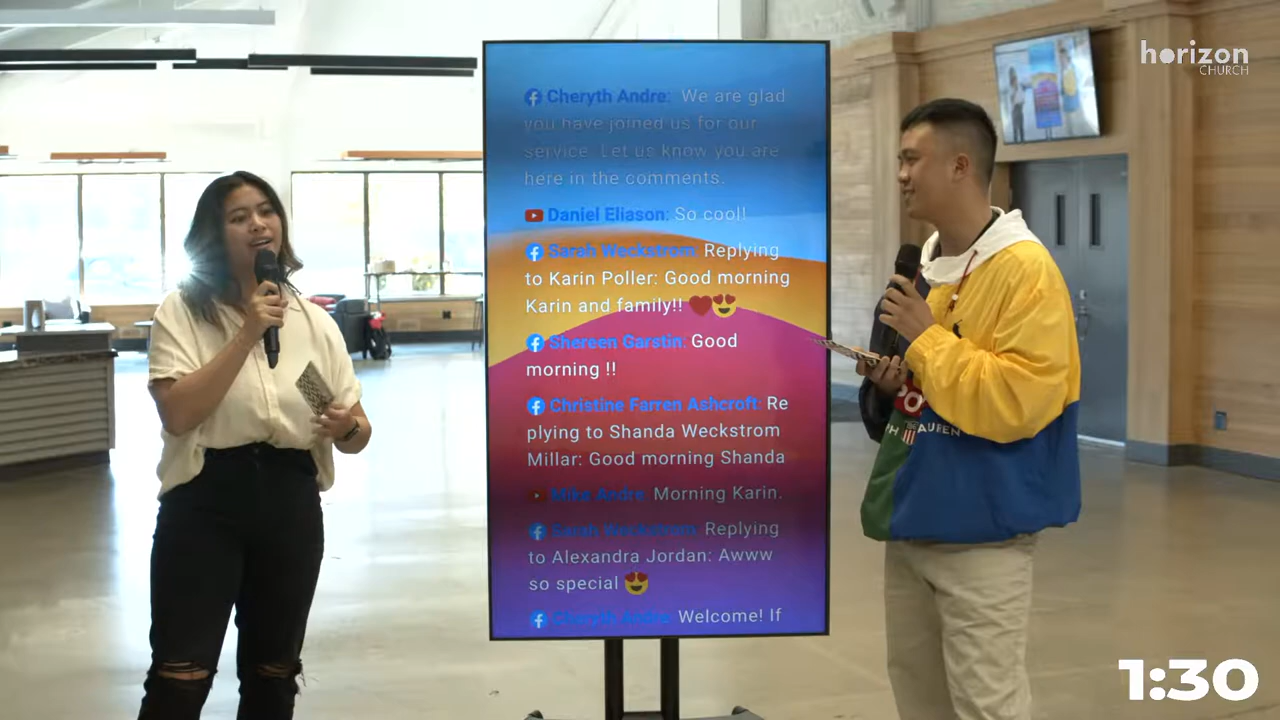 horizon
CHURCH
Cheryth Andre: We are glad
you have joined us for our
service. Let us know you are
here in the comments.
Daniel Eliason: So cool!
Sarah Weckstrom: Replying
to Karin Poller: Good morning
Karin and family!! ❤️😍
Shereen Garstin: Good
morning !!
Christine Farren Ashcroft: Re
plying to Shanda Weckstrom
Millar: Good morning Shanda
Mike Andre: Morning Karin.
Sarah Weckstrom: Replying
to Alexandra Jordan: Awww
so special 😍
Cheryth Andre: Welcome! If
PO
PH LAUREN
1:30